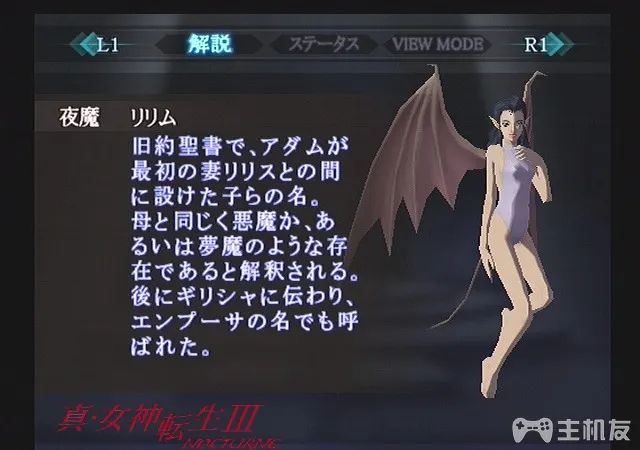 L1 解説 ステータス VIEW MODE R1
夜魔 リリム
旧約聖書で、アダムが
最初の妻リリスとの間
に設けた子らの名。
母と同じく悪魔か、あ
るいは夢魔のような存
在であると解釈される。
後にギリシャに伝わり、
エンプーサの名でも呼
ばれた。
真・女神転生III
NOCTURNE
主机友